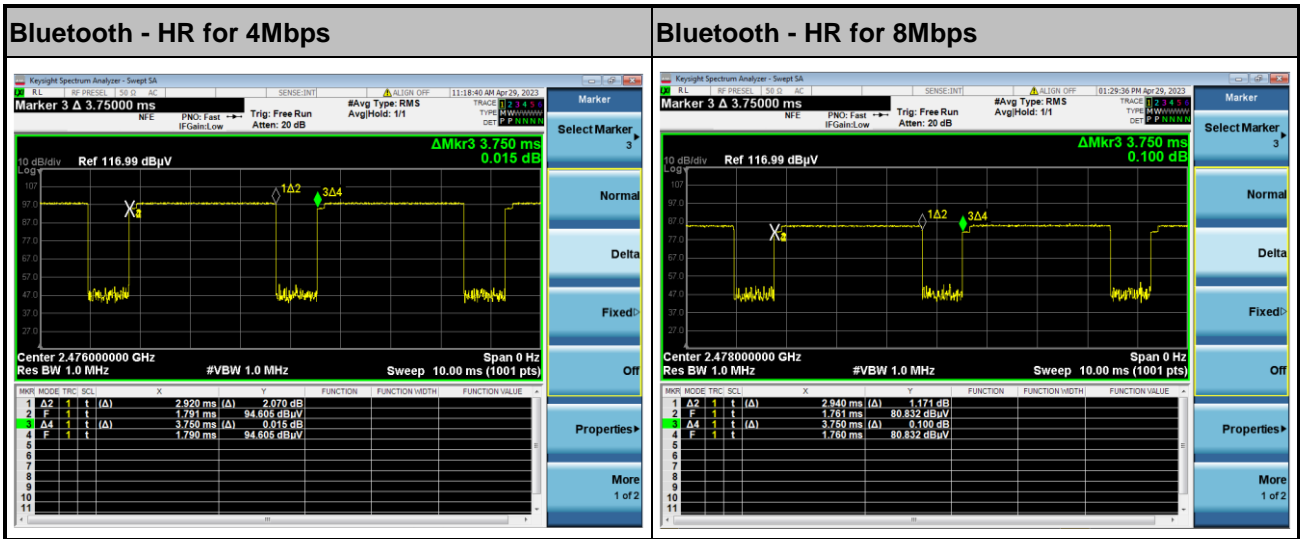 Bluetooth - HR for 4Mbps
Keysight Spectrum Analyzer - Swept SA
RL RF PRESEL 50 Ω AC SENSE:INT ALIGN OFF 11:18:40 AM Apr 29, 2023
Marker 3 Δ 3.75000 ms
NFE PNO: Fast Trig: Free Run #Avg Type: RMS TRACE 1 2 3 4 5 6
IFGain:Low Atten: 20 dB Avg|Hold: 1/1 TYPE MWWWWW
DET P P N N N N
ΔMkr3 3.750 ms
0.015 dB
10 dB/div Ref 116.99 dBµV
Log
107
97.0
87.0
77.0
67.0
57.0
47.0
37.0
27.0
1Δ2
3Δ4
Center 2.476000000 GHz Span 0 Hz
Res BW 1.0 MHz #VBW 1.0 MHz Sweep 10.00 ms (1001 pts)
MKR MODE TRC SCL X Y FUNCTION FUNCTION WIDTH FUNCTION VALUE
1 Δ2 1 t (Δ) 2.920 ms (Δ) 2.070 dB
2 F 1 t 1.791 ms 94.605 dBµV
3 Δ4 1 t (Δ) 3.750 ms (Δ) 0.015 dB
4 F 1 t 1.790 ms 94.605 dBµV
5
6
7
8
9
10
11
Marker
Select Marker
3
Normal
Delta
Fixed
Off
Properties
More
1 of 2
Bluetooth - HR for 8Mbps
Keysight Spectrum Analyzer - Swept SA
RL RF PRESEL 50 Ω AC SENSE:INT ALIGN OFF 01:29:36 PM Apr 29, 2023
Marker 3 Δ 3.75000 ms
NFE PNO: Fast Trig: Free Run #Avg Type: RMS TRACE 1 2 3 4 5 6
IFGain:Low Atten: 20 dB Avg|Hold: 1/1 TYPE MWWWWW
DET P P N N N N
ΔMkr3 3.750 ms
0.100 dB
10 dB/div Ref 116.99 dBµV
Log
107
97.0
87.0
77.0
67.0
57.0
47.0
37.0
27.0
1Δ2
3Δ4
Center 2.478000000 GHz Span 0 Hz
Res BW 1.0 MHz #VBW 1.0 MHz Sweep 10.00 ms (1001 pts)
MKR MODE TRC SCL X Y FUNCTION FUNCTION WIDTH FUNCTION VALUE
1 Δ2 1 t (Δ) 2.940 ms (Δ) 1.171 dB
2 F 1 t 1.761 ms 80.832 dBµV
3 Δ4 1 t (Δ) 3.750 ms (Δ) 0.100 dB
4 F 1 t 1.760 ms 80.832 dBµV
5
6
7
8
9
10
11
Marker
Select Marker
3
Normal
Delta
Fixed
Off
Properties
More
1 of 2